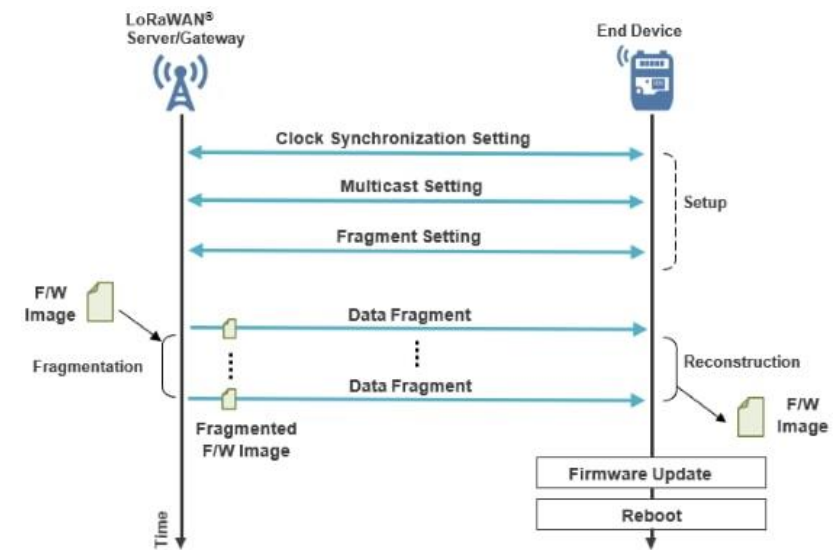 LoRaWAN®
Server/Gateway
End Device
Clock Synchronization Setting
Multicast Setting
Setup
Fragment Setting
F/W
Image
Data Fragment
Fragmentation
Reconstruction
Data Fragment
F/W
Image
Fragmented
F/W Image
Firmware Update
Reboot
Time